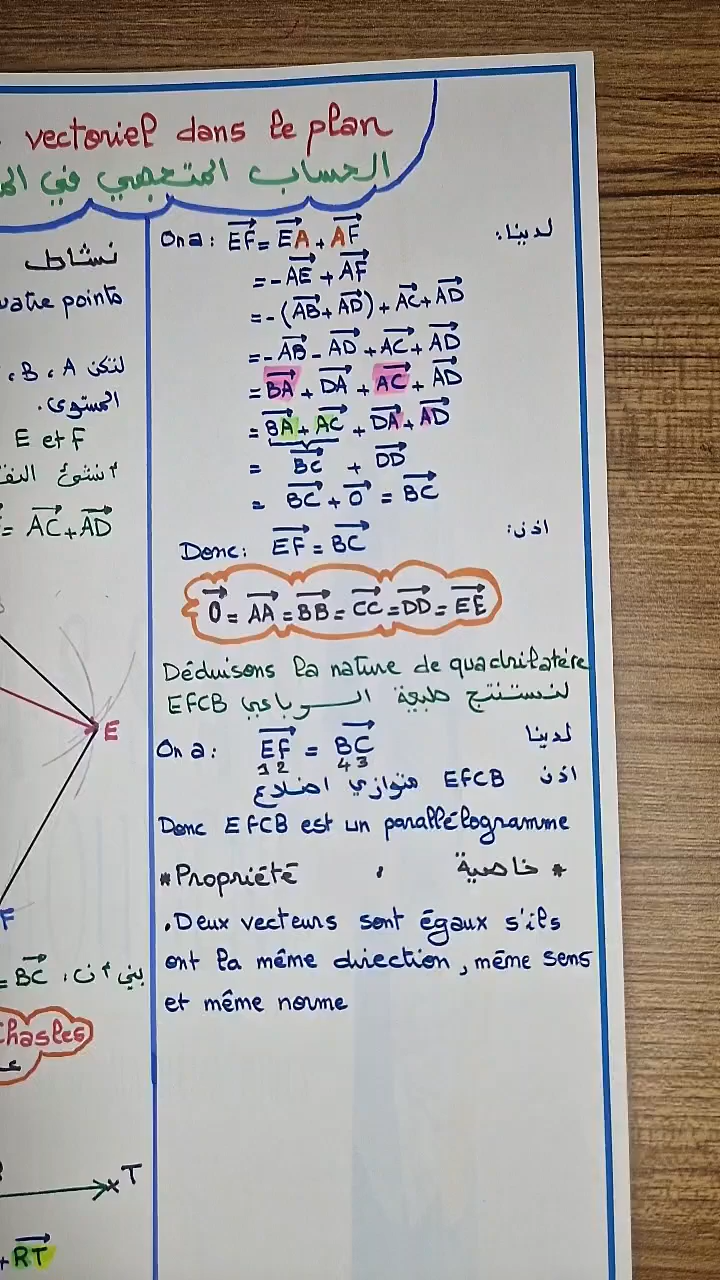 vectoriel dans le plan
الحساب المتجهي في
نشاط
quatre points
لتكن A ، B ،
المستوى.
E et F
أنشئ
= AC + AD
E
F
= BC بين أن،
Chasles
T
+ RT
On a: EF = EA + AF لدينا:
= - AE + AF
= - (AB + AD) + AC + AD
= - AB - AD + AC + AD
= BA + DA + AC + AD
= BA + AC + DA + AD
= BC + DD
= BC + 0 = BC
Donc: EF = BC اذن:
0 = AA = BB = CC = DD = EE
Déduisons la nature de quadrilatère
لنستنتج طبيعة الرباعي EFCB
On a: EF = BC لدينا
1 2 4 3
اذن EFCB متوازي اضلاع
Donc EFCB est un parallélogramme
* Propriété : خاصية *
. Deux vecteurs sont égaux s'ils
ont la même direction, même sens
et même norme